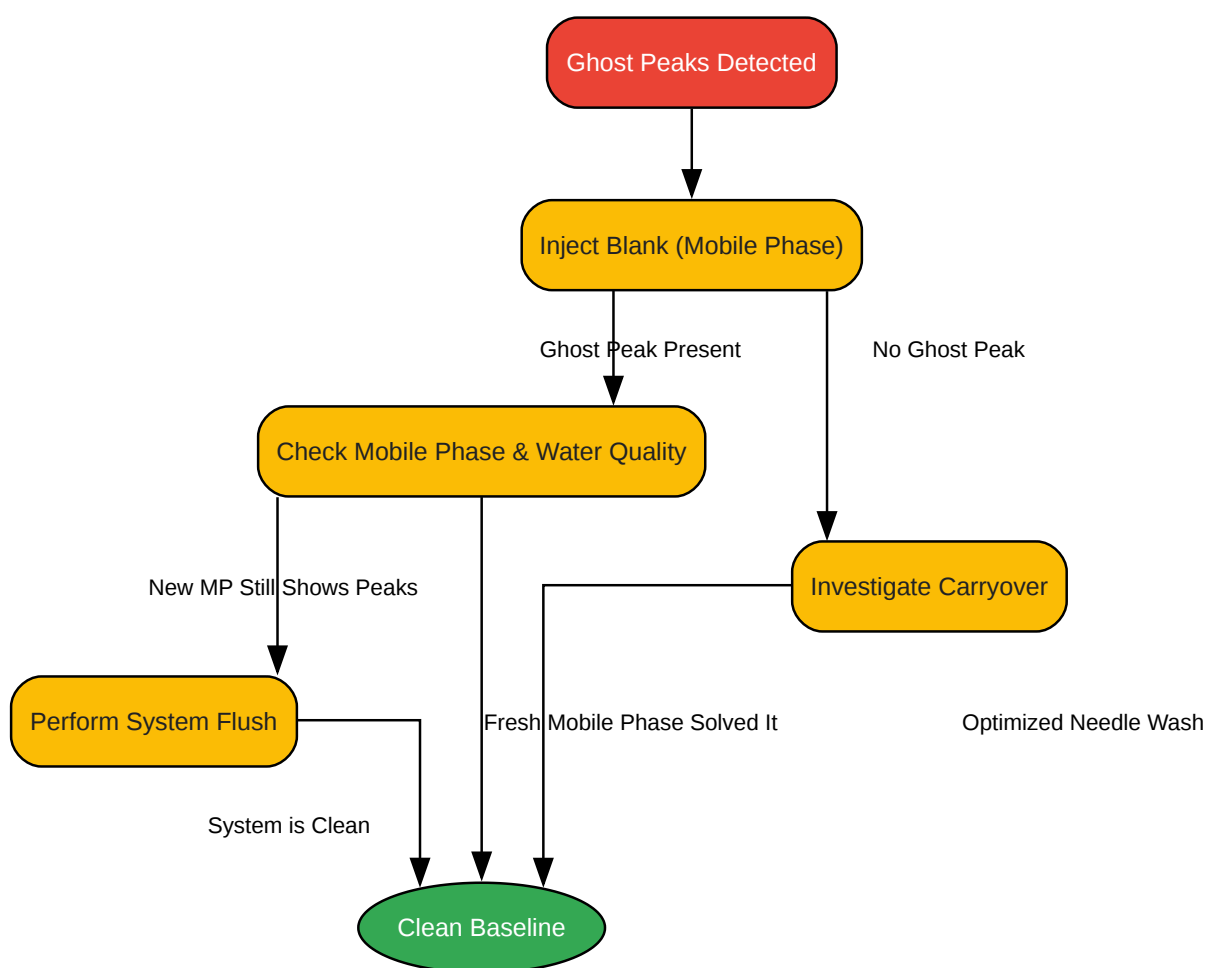 Ghost Peaks Detected
Inject Blank (Mobile Phase)
Ghost Peak Present
No Ghost Peak
Check Mobile Phase & Water Quality
New MP Still Shows Peaks
Investigate Carryover
Perform System Flush
Fresh Mobile Phase Solved It
Optimized Needle Wash
System is Clean
Clean Baseline